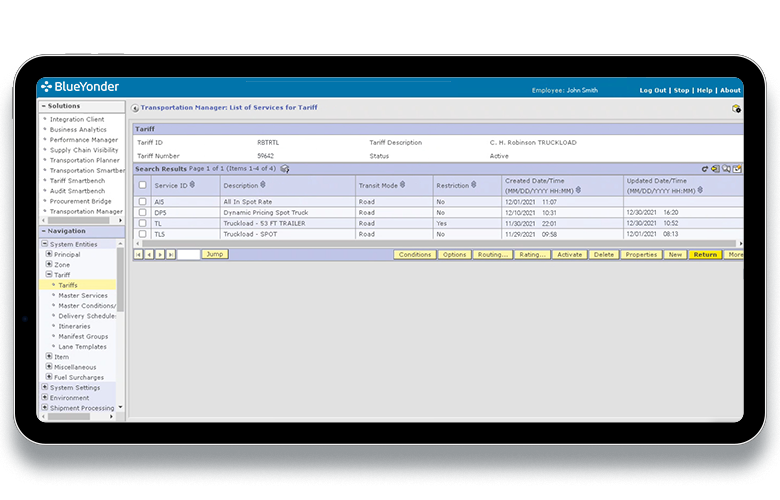 BlueYonder
Employee: John Smith
Log Out | Stop | Help | About
Solutions
Integration Client
Business Analytics
Performance Manager
Supply Chain Visibility
Transportation Planner
Transportation Smartber
Tariff Smartbench
Audit Smartbench
Procurement Bridge
Transportation Manager
Navigation
System Entities
Principal
Zone
Tariff
Tariffs
Master Services
Master Conditions/
Delivery Schedule
Itineraries
Manifest Groups
Lane Templates
Item
Miscellaneous
Fuel Surcharges
System Settings
Environment
Shipment Processing
Transportation Manager: List of Services for Tariff
Tariff
Tariff ID RBTRTL Tariff Description C. H. Robinson TRUCKLOAD
Tariff Number 59642 Status Active
Search Results Page 1 of 1 (Items 1-4 of 4)
Service ID Description Transit Mode Restriction Created Date/Time (MM/DD/YYYY HH:MM) Updated Date/Time (MM/DD/YYYY HH:MM)
AIS All In Spot Rate Road No 12/01/2021 11:07
DPS Dynamic Pricing Spot Truck Road No 12/10/2021 10:31 12/30/2021 16:20
TL Truckload - 53 FT TRAILER Road Yes 11/30/2021 22:01 12/30/2021 10:52
TLS Truckload - SPOT Road No 11/29/2021 09:58 12/01/2021 08:13
Jump Conditions Options Routing... Rating... Activate Delete Properties New Return More